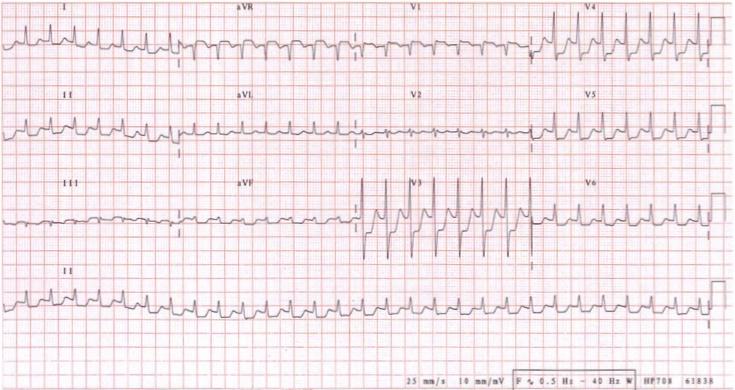 I aVR V1 V4
II aVL V2 V5
III aVF V3 V6
II
25 mm/s 10 mm/mV F ∿ 0.5 Hz - 40 Hz W HP708 61838